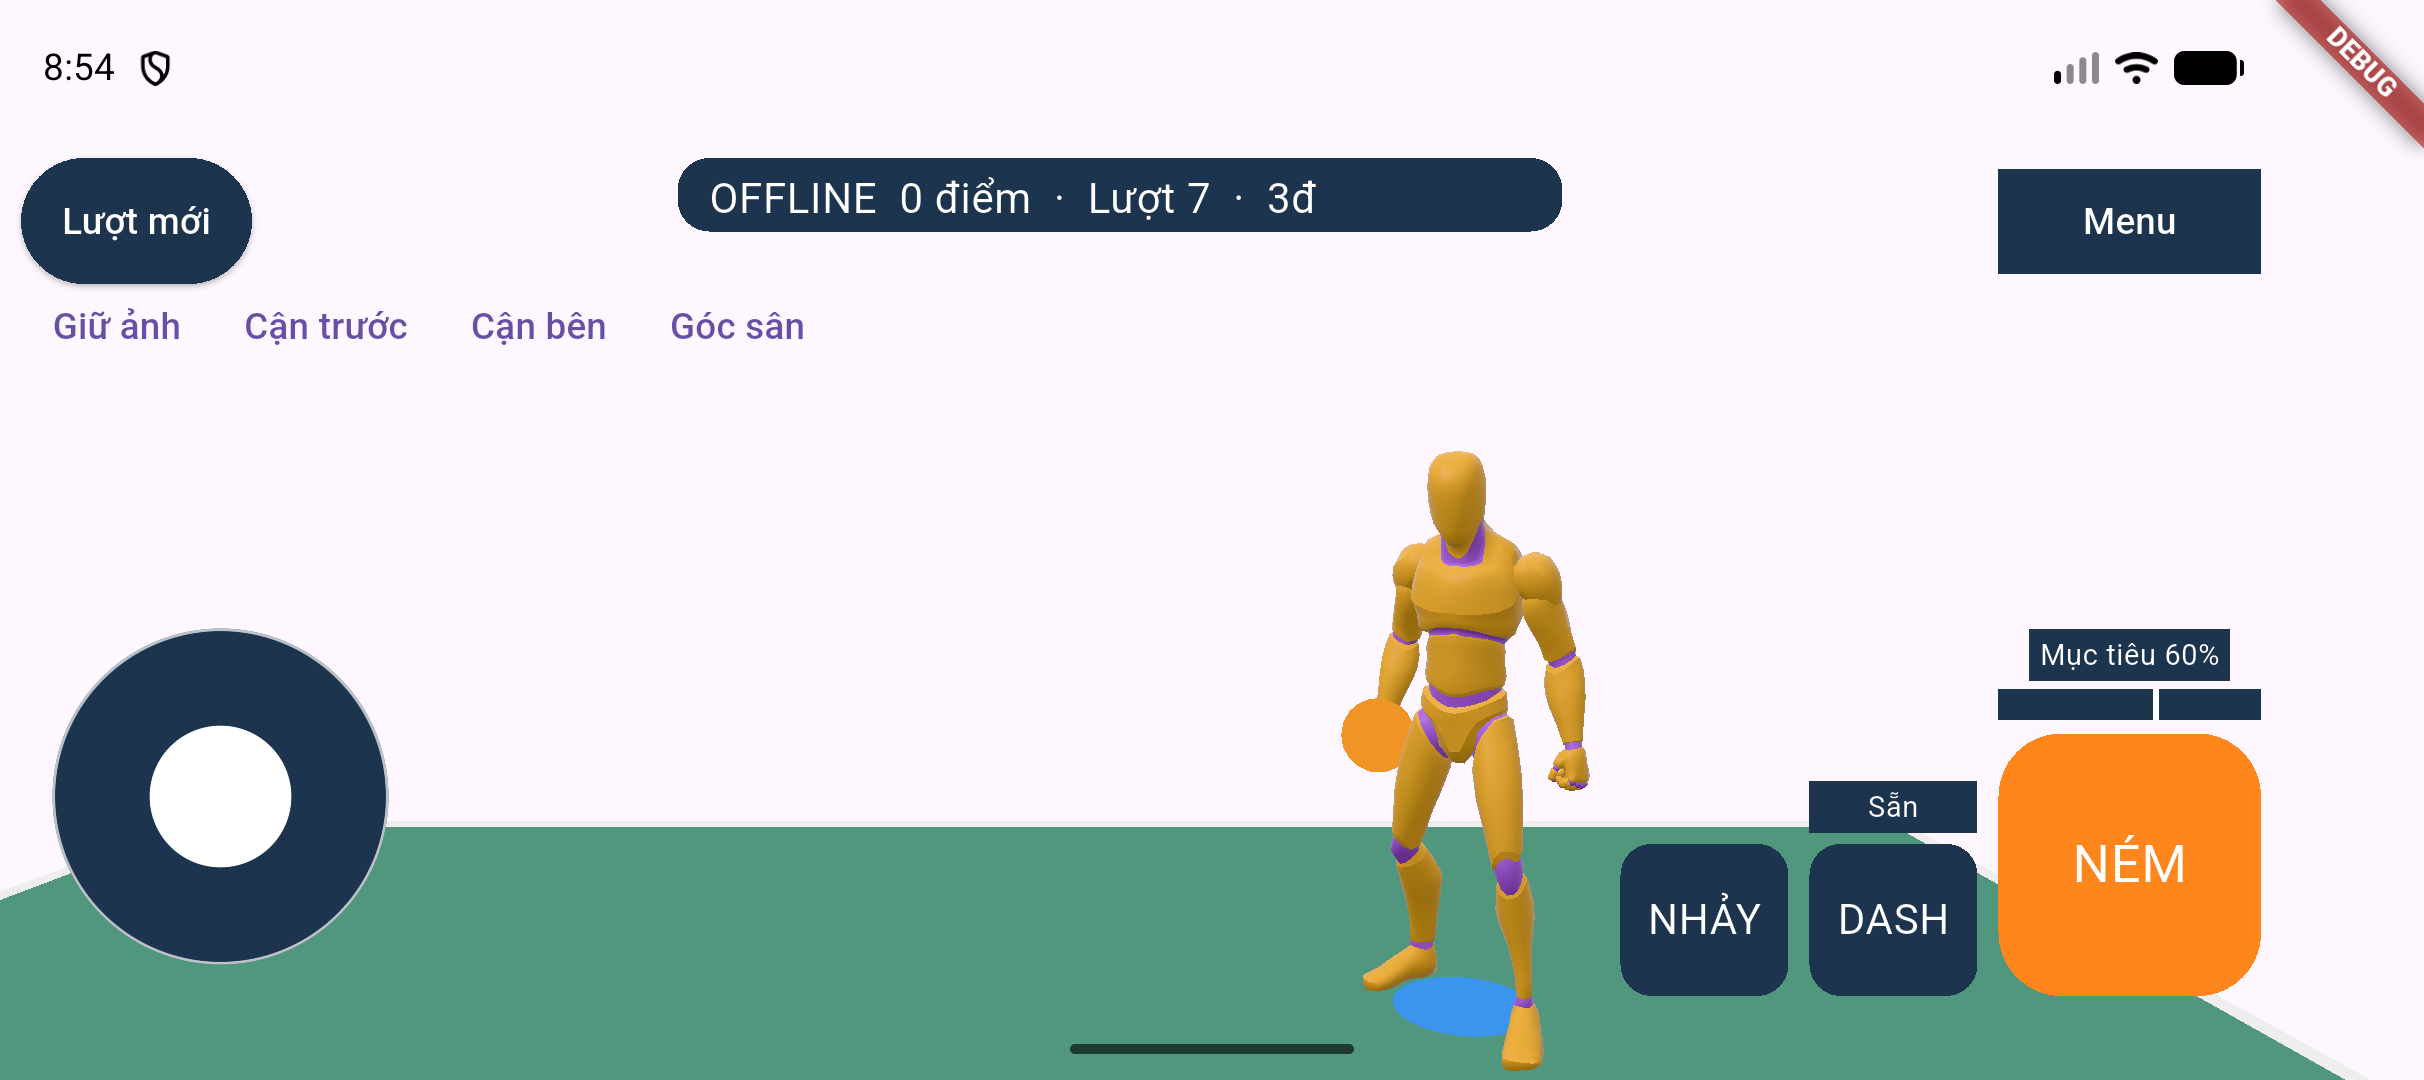 8:54
DEBUG
Lượt mới
OFFLINE 0 điểm · Lượt 7 · 3đ
Menu
Giữ ảnh Cận trước Cận bên Góc sân
Mục tiêu 60%
Sẵn
NHẢY
DASH
NÉM